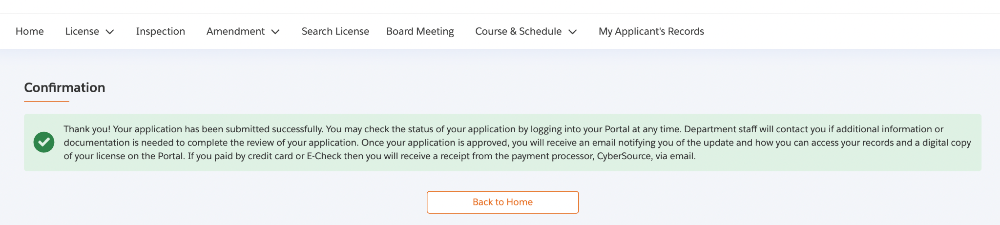 Home License Inspection Amendment Search License Board Meeting Course & Schedule My Applicant's Records
Confirmation
Thank you! Your application has been submitted successfully. You may check the status of your application by logging into your Portal at any time. Department staff will contact you if additional information or
documentation is needed to complete the review of your application. Once your application is approved, you will receive an email notifying you of the update and how you can access your records and a digital copy
of your license on the Portal. If you paid by credit card or E-Check then you will receive a receipt from the payment processor, CyberSource, via email.
Back to Home